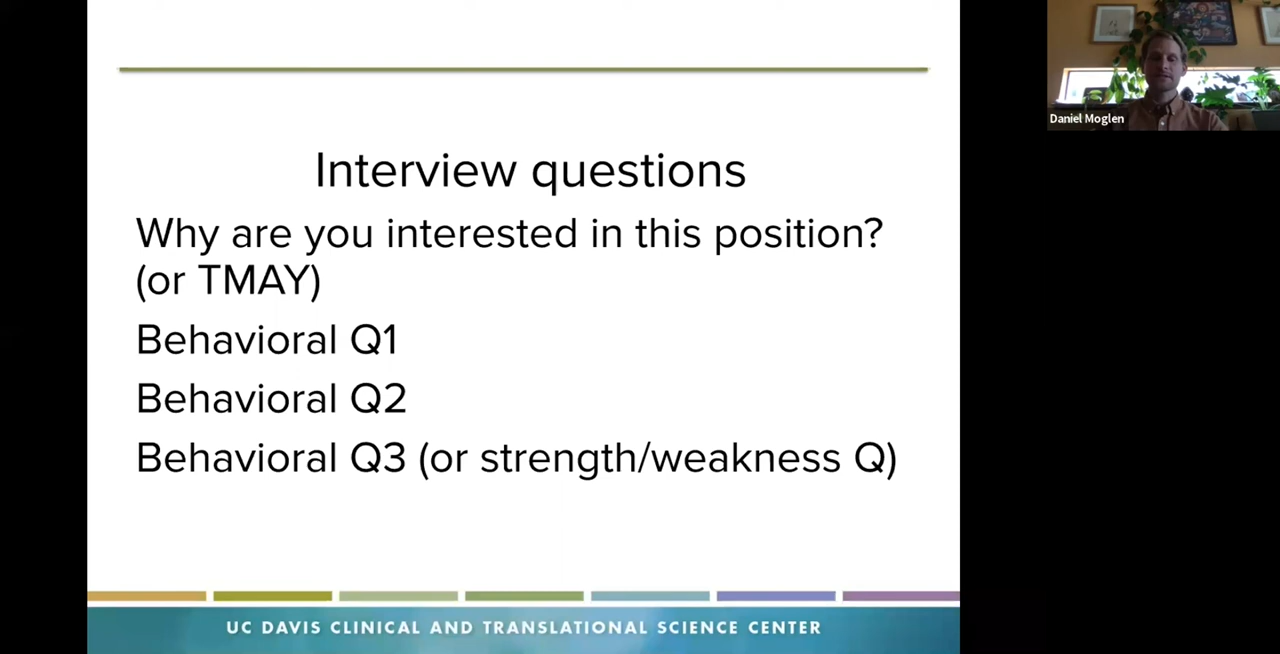 Interview questions
Why are you interested in this position?
(or TMAY)
Behavioral Q1
Behavioral Q2
Behavioral Q3 (or strength/weakness Q)
UC DAVIS CLINICAL AND TRANSLATIONAL SCIENCE CENTER
Daniel Moglen